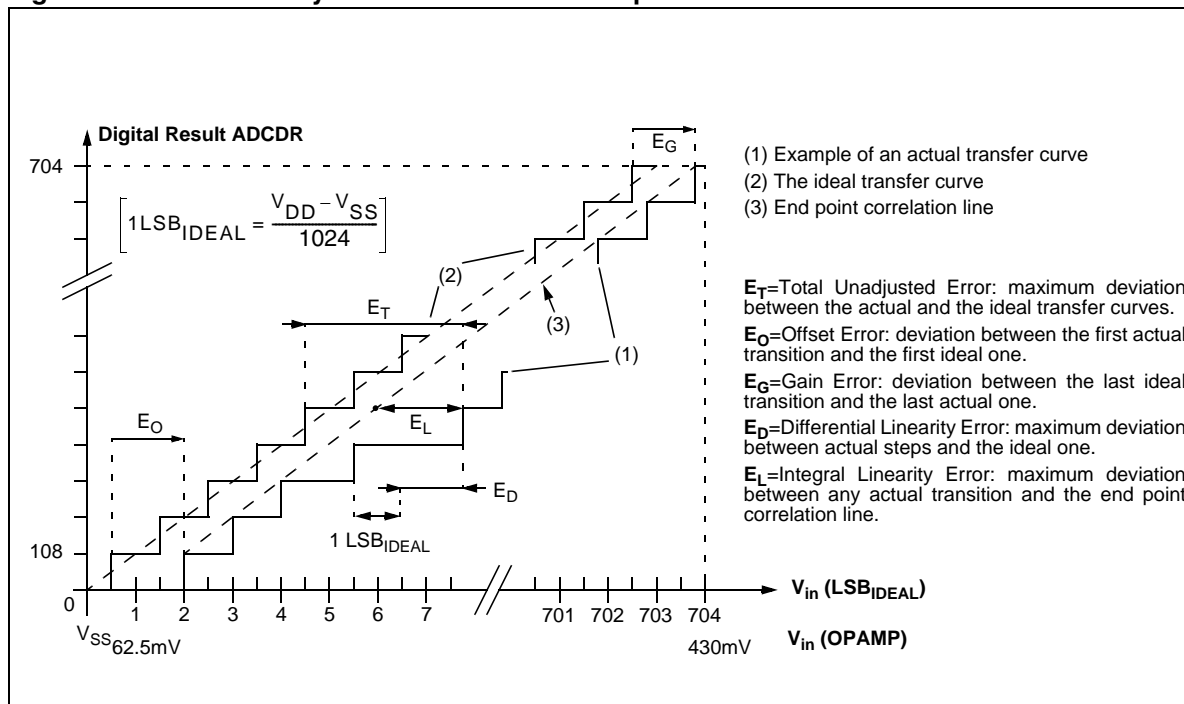 Digital Result ADCDR
E_G
704
1LSB_IDEAL = (V_DD – V_SS) / 1024
(1) Example of an actual transfer curve
(2) The ideal transfer curve
(3) End point correlation line
(2)
E_T
(3)
(1)
E_T=Total Unadjusted Error: maximum deviation
between the actual and the ideal transfer curves.
E_O=Offset Error: deviation between the first actual
transition and the first ideal one.
E_G=Gain Error: deviation between the last ideal
transition and the last actual one.
E_D=Differential Linearity Error: maximum deviation
between actual steps and the ideal one.
E_L=Integral Linearity Error: maximum deviation
between any actual transition and the end point
correlation line.
E_O
E_L
E_D
1 LSB_IDEAL
108
0
1 2 3 4 5 6 7 701 702 703 704
V_in (LSB_IDEAL)
V_SS 62.5mV
430mV
V_in (OPAMP)